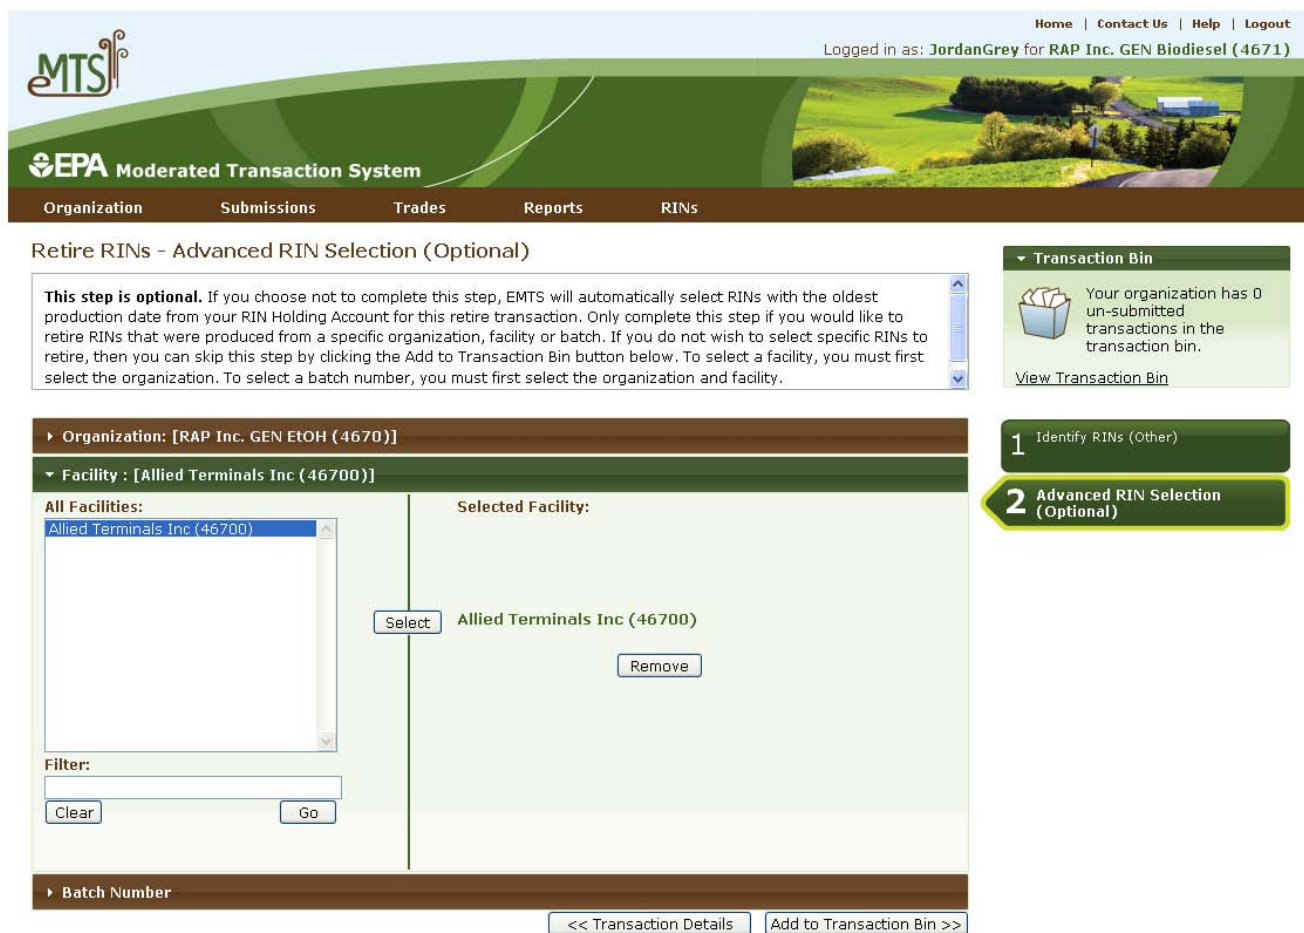 Home | Contact Us | Help | Logout
Logged in as: JordanGrey for RAP Inc. GEN Biodiesel (4671)
eMTS
EPA Moderated Transaction System
Organization Submissions Trades Reports RINs
Retire RINs - Advanced RIN Selection (Optional)
This step is optional. If you choose not to complete this step, EMTS will automatically select RINs with the oldest
production date from your RIN Holding Account for this retire transaction. Only complete this step if you would like to
retire RINs that were produced from a specific organization, facility or batch. If you do not wish to select specific RINs to
retire, then you can skip this step by clicking the Add to Transaction Bin button below. To select a facility, you must first
select the organization. To select a batch number, you must first select the organization and facility.
Transaction Bin
Your organization has 0
un-submitted
transactions in the
transaction bin.
View Transaction Bin
1 Identify RINs (Other)
2 Advanced RIN Selection
(Optional)
Organization: [RAP Inc. GEN EtOH (4670)]
Facility : [Allied Terminals Inc (46700)]
All Facilities:
Allied Terminals Inc (46700)
Select
Selected Facility:
Allied Terminals Inc (46700)
Remove
Filter:
Clear Go
Batch Number
<< Transaction Details Add to Transaction Bin >>